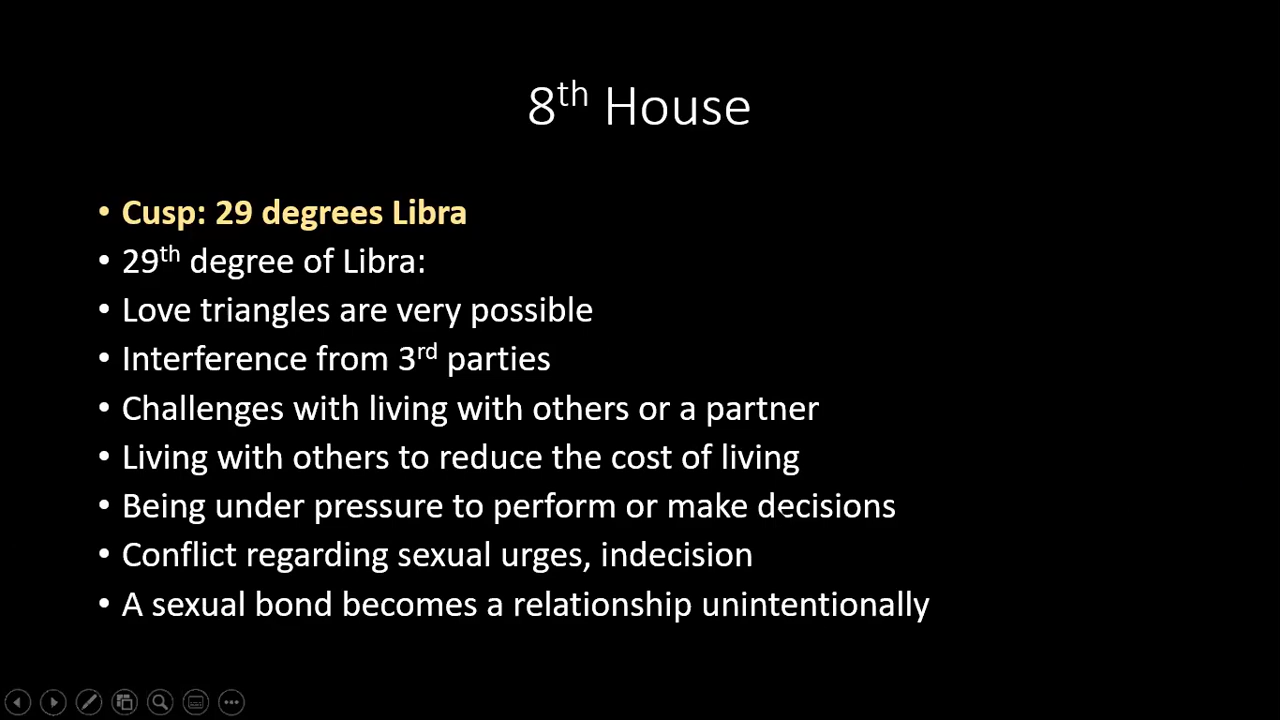 8th House
• Cusp: 29 degrees Libra
• 29th degree of Libra:
• Love triangles are very possible
• Interference from 3rd parties
• Challenges with living with others or a partner
• Living with others to reduce the cost of living
• Being under pressure to perform or make decisions
• Conflict regarding sexual urges, indecision
• A sexual bond becomes a relationship unintentionally